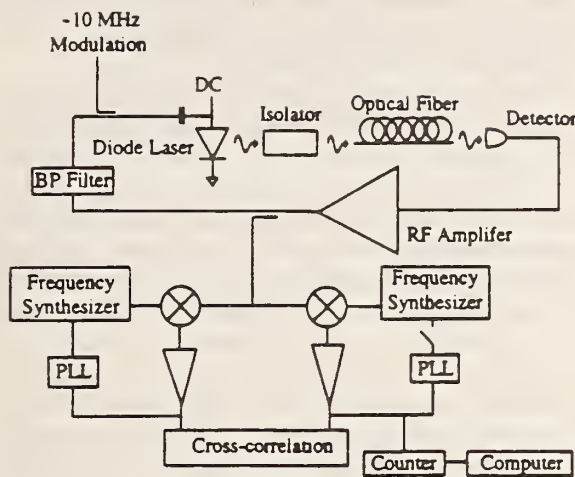 ~10 MHz
Modulation
DC
Isolator
Optical Fiber
Detector
Diode Laser
BP Filter
RF Amplifer
Frequency
Synthesizer
Frequency
Synthesizer
PLL
PLL
Cross-correlation
Counter
Computer